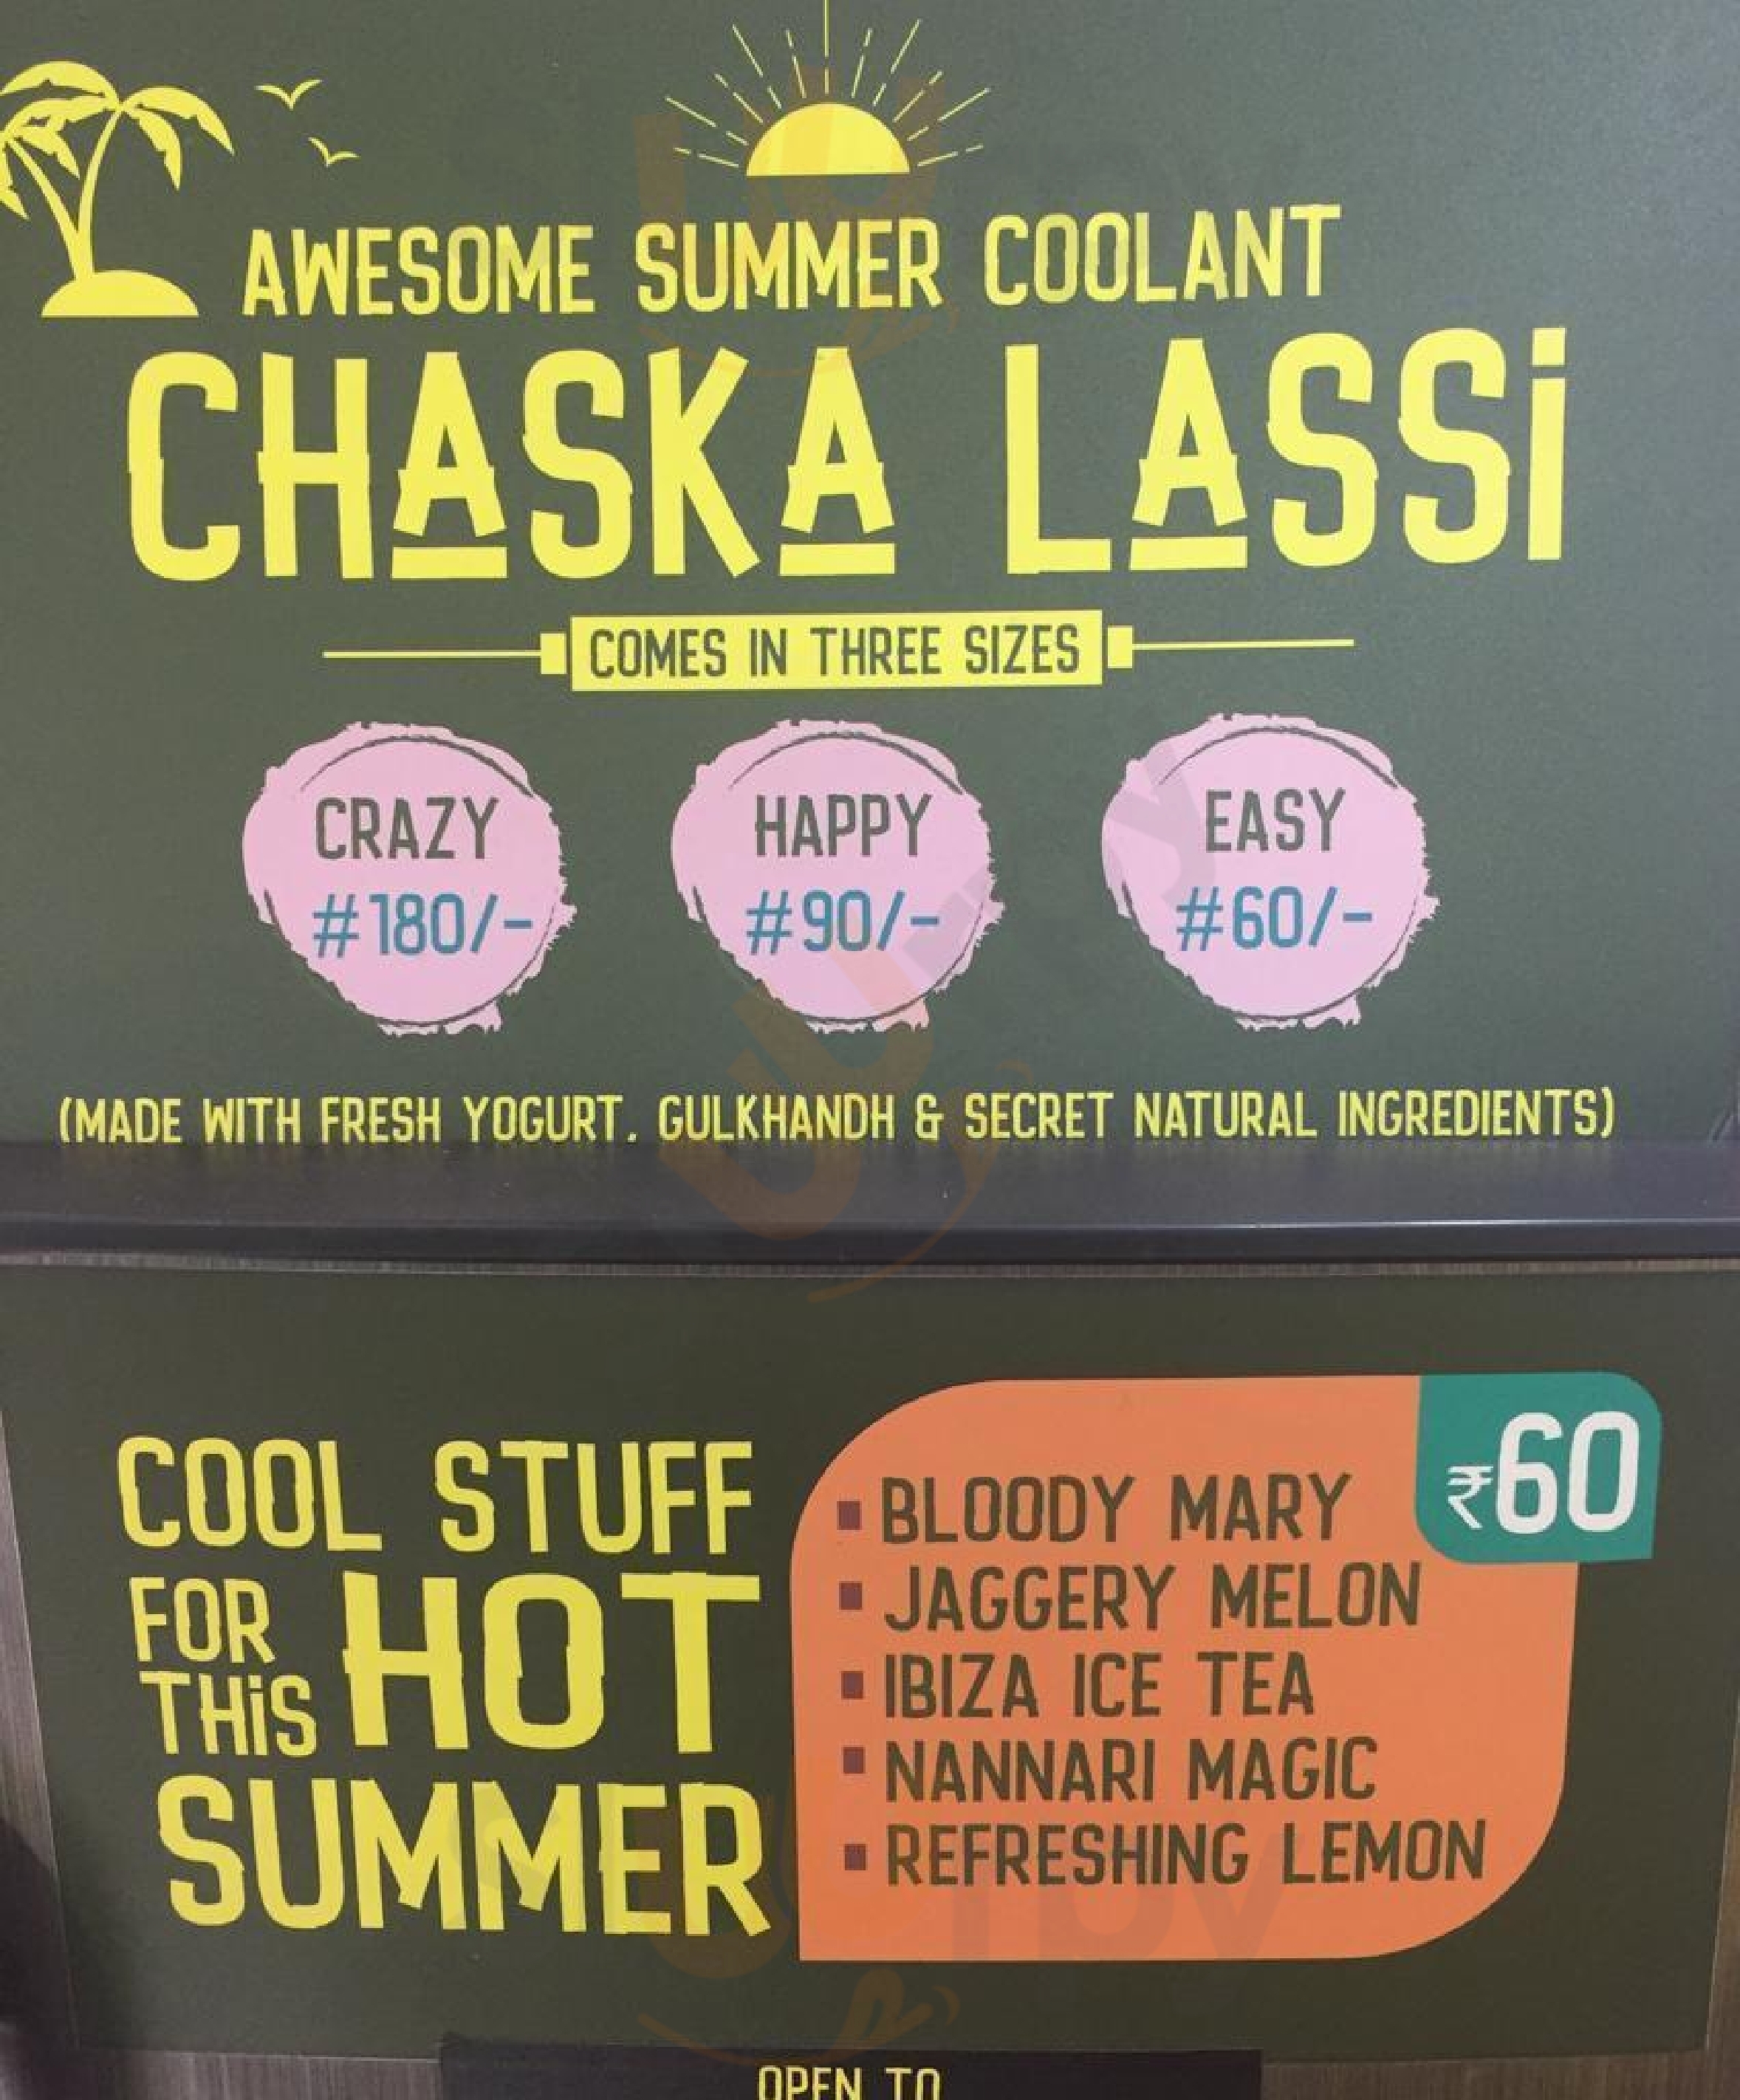 AWESOME SUMMER COOLANT
CHASKA LASSi
COMES IN THREE SIZES
CRAZY
#180/-
HAPPY
#90/-
EASY
#60/-
(MADE WITH FRESH YOGURT. GULKHANDH & SECRET NATURAL INGREDIENTS)
COOL STUFF
FOR
THiS
HOT
SUMMER
₹60
▪ BLOODY MARY
▪ JAGGERY MELON
▪ IBIZA ICE TEA
▪ NANNARI MAGIC
▪ REFRESHING LEMON
OPEN TO